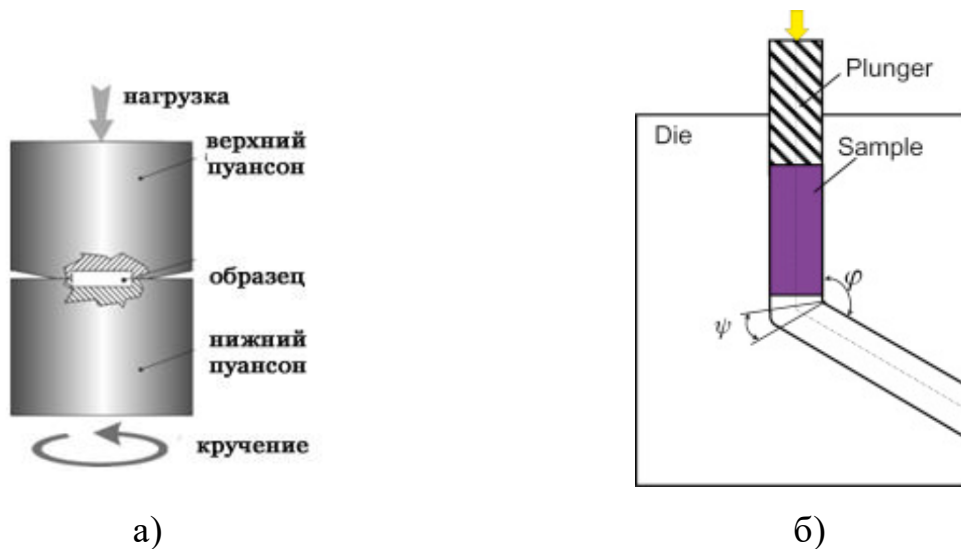 нагрузка
верхний
пуансон
образец
нижний
пуансон
кручение
а)
Plunger
Die
Sample
φ
ψ
б)